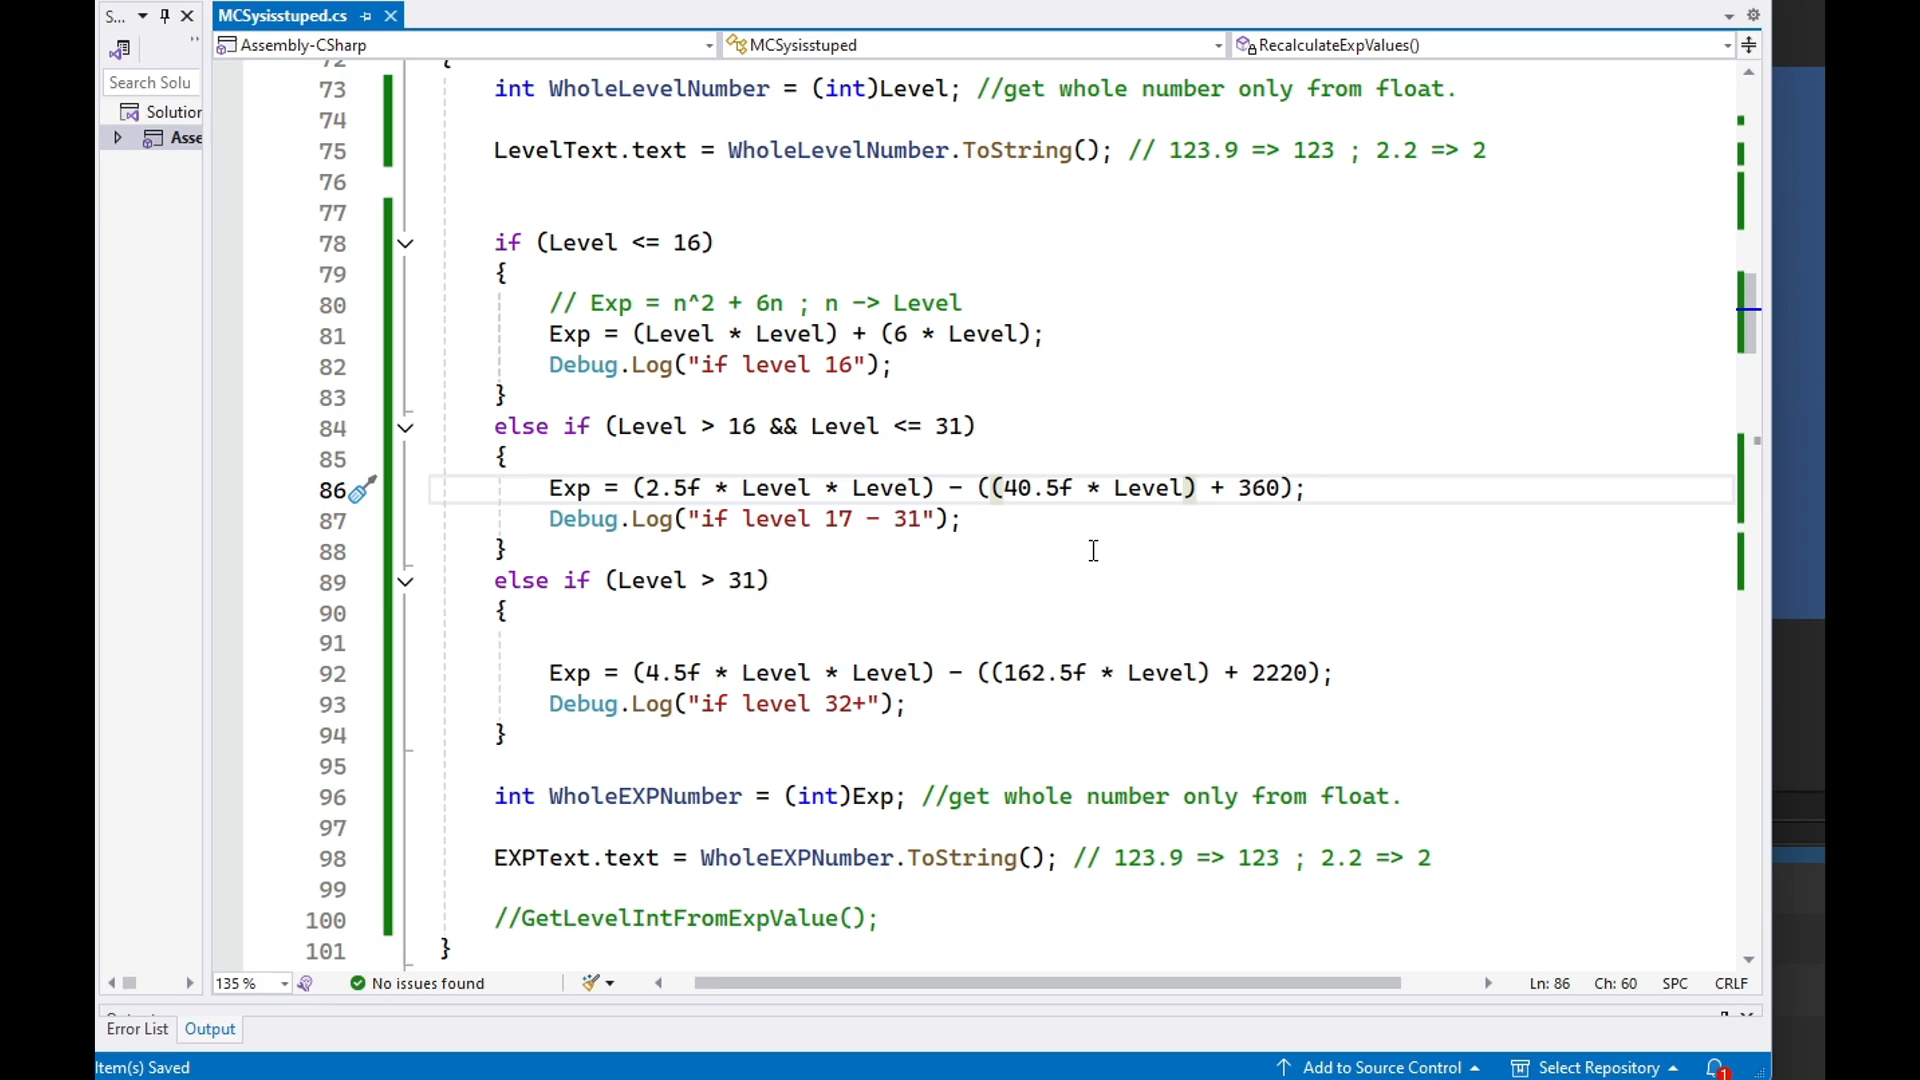 S...
MCSysisstuped.cs
Assembly-CSharp
MCSysisstuped
RecalculateExpValues()
Search Solu
Solution
Asse
72 {
73 int WholeLevelNumber = (int)Level; //get whole number only from float.
74
75 LevelText.text = WholeLevelNumber.ToString(); // 123.9 => 123 ; 2.2 => 2
76
77
78 if (Level <= 16)
79 {
80 // Exp = n^2 + 6n ; n -> Level
81 Exp = (Level * Level) + (6 * Level);
82 Debug.Log("if level 16");
83 }
84 else if (Level > 16 && Level <= 31)
85 {
86 Exp = (2.5f * Level * Level) - ((40.5f * Level) + 360);
87 Debug.Log("if level 17 - 31");
88 }
89 else if (Level > 31)
90 {
91
92 Exp = (4.5f * Level * Level) - ((162.5f * Level) + 2220);
93 Debug.Log("if level 32+");
94 }
95
96 int WholeEXPNumber = (int)Exp; //get whole number only from float.
97
98 EXPText.text = WholeEXPNumber.ToString(); // 123.9 => 123 ; 2.2 => 2
99
100 //GetLevelIntFromExpValue();
101 }
135 %
No issues found
Ln: 86 Ch: 60 SPC CRLF
Error List Output
Item(s) Saved
Add to Source Control
Select Repository
1